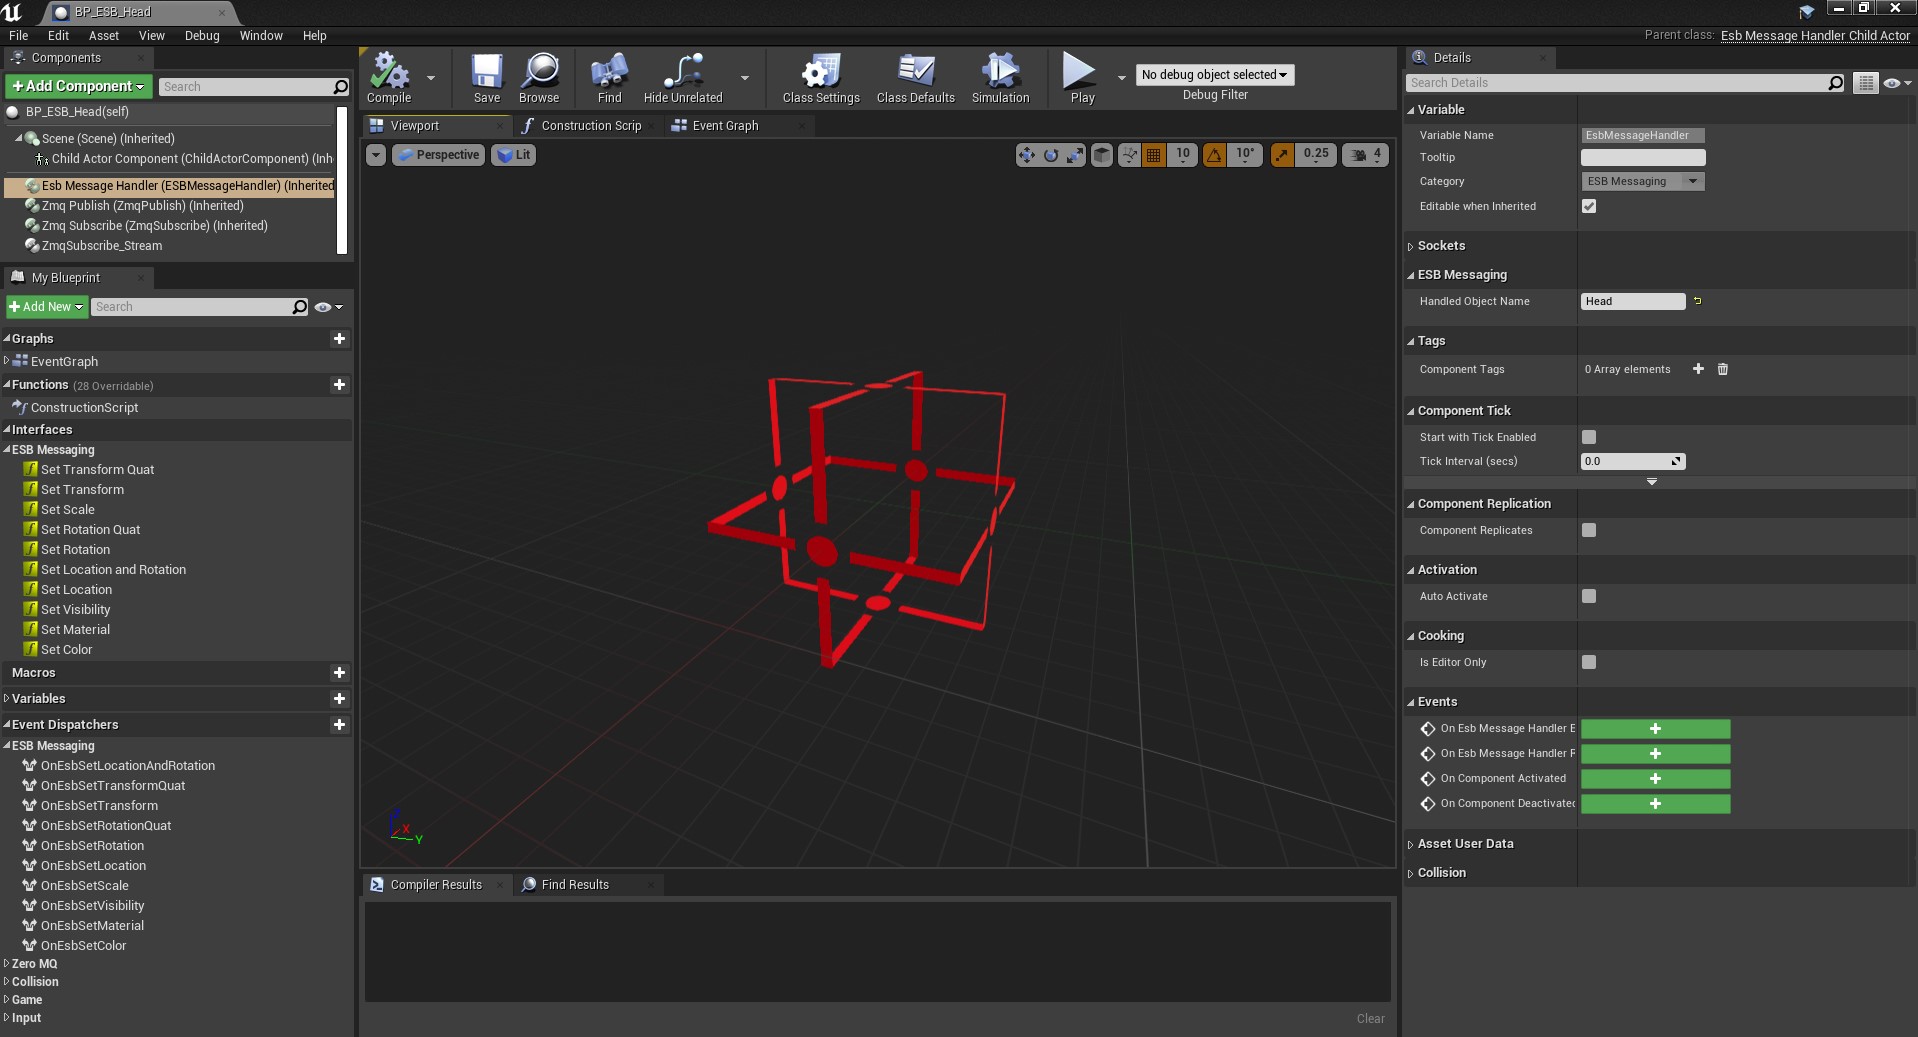 BP_ESB_Head
File Edit Asset View Debug Window Help
Parent class: Esb Message Handler Child Actor
Components
+Add Component
Search
BP_ESB_Head(self)
Scene (Scene) (Inherited)
Child Actor Component (ChildActorComponent) (Inh
Esb Message Handler (ESBMessageHandler) (Inherited
Zmq Publish (ZmqPublish) (Inherited)
Zmq Subscribe (ZmqSubscribe) (Inherited)
ZmqSubscribe_Stream
My Blueprint
+Add New
Search
Graphs
EventGraph
Functions (28 Overridable)
ConstructionScript
Interfaces
ESB Messaging
Set Transform Quat
Set Transform
Set Scale
Set Rotation Quat
Set Rotation
Set Location and Rotation
Set Location
Set Visibility
Set Material
Set Color
Macros
Variables
Event Dispatchers
ESB Messaging
OnEsbSetLocationAndRotation
OnEsbSetTransformQuat
OnEsbSetTransform
OnEsbSetRotationQuat
OnEsbSetRotation
OnEsbSetLocation
OnEsbSetScale
OnEsbSetVisibility
OnEsbSetMaterial
OnEsbSetColor
Zero MQ
Collision
Game
Input
Compile Save Browse Find Hide Unrelated Class Settings Class Defaults Simulation Play
No debug object selected
Debug Filter
Viewport Construction Scrip Event Graph
Perspective Lit
10 10° 0.25 4
Z
X
Y
Compiler Results Find Results
Clear
Details
Search Details
Variable
Variable Name EsbMessageHandler
Tooltip
Category ESB Messaging
Editable when Inherited
Sockets
ESB Messaging
Handled Object Name Head
Tags
Component Tags 0 Array elements
Component Tick
Start with Tick Enabled
Tick Interval (secs) 0.0
Component Replication
Component Replicates
Activation
Auto Activate
Cooking
Is Editor Only
Events
On Esb Message Handler E
On Esb Message Handler F
On Component Activated
On Component Deactivated
Asset User Data
Collision